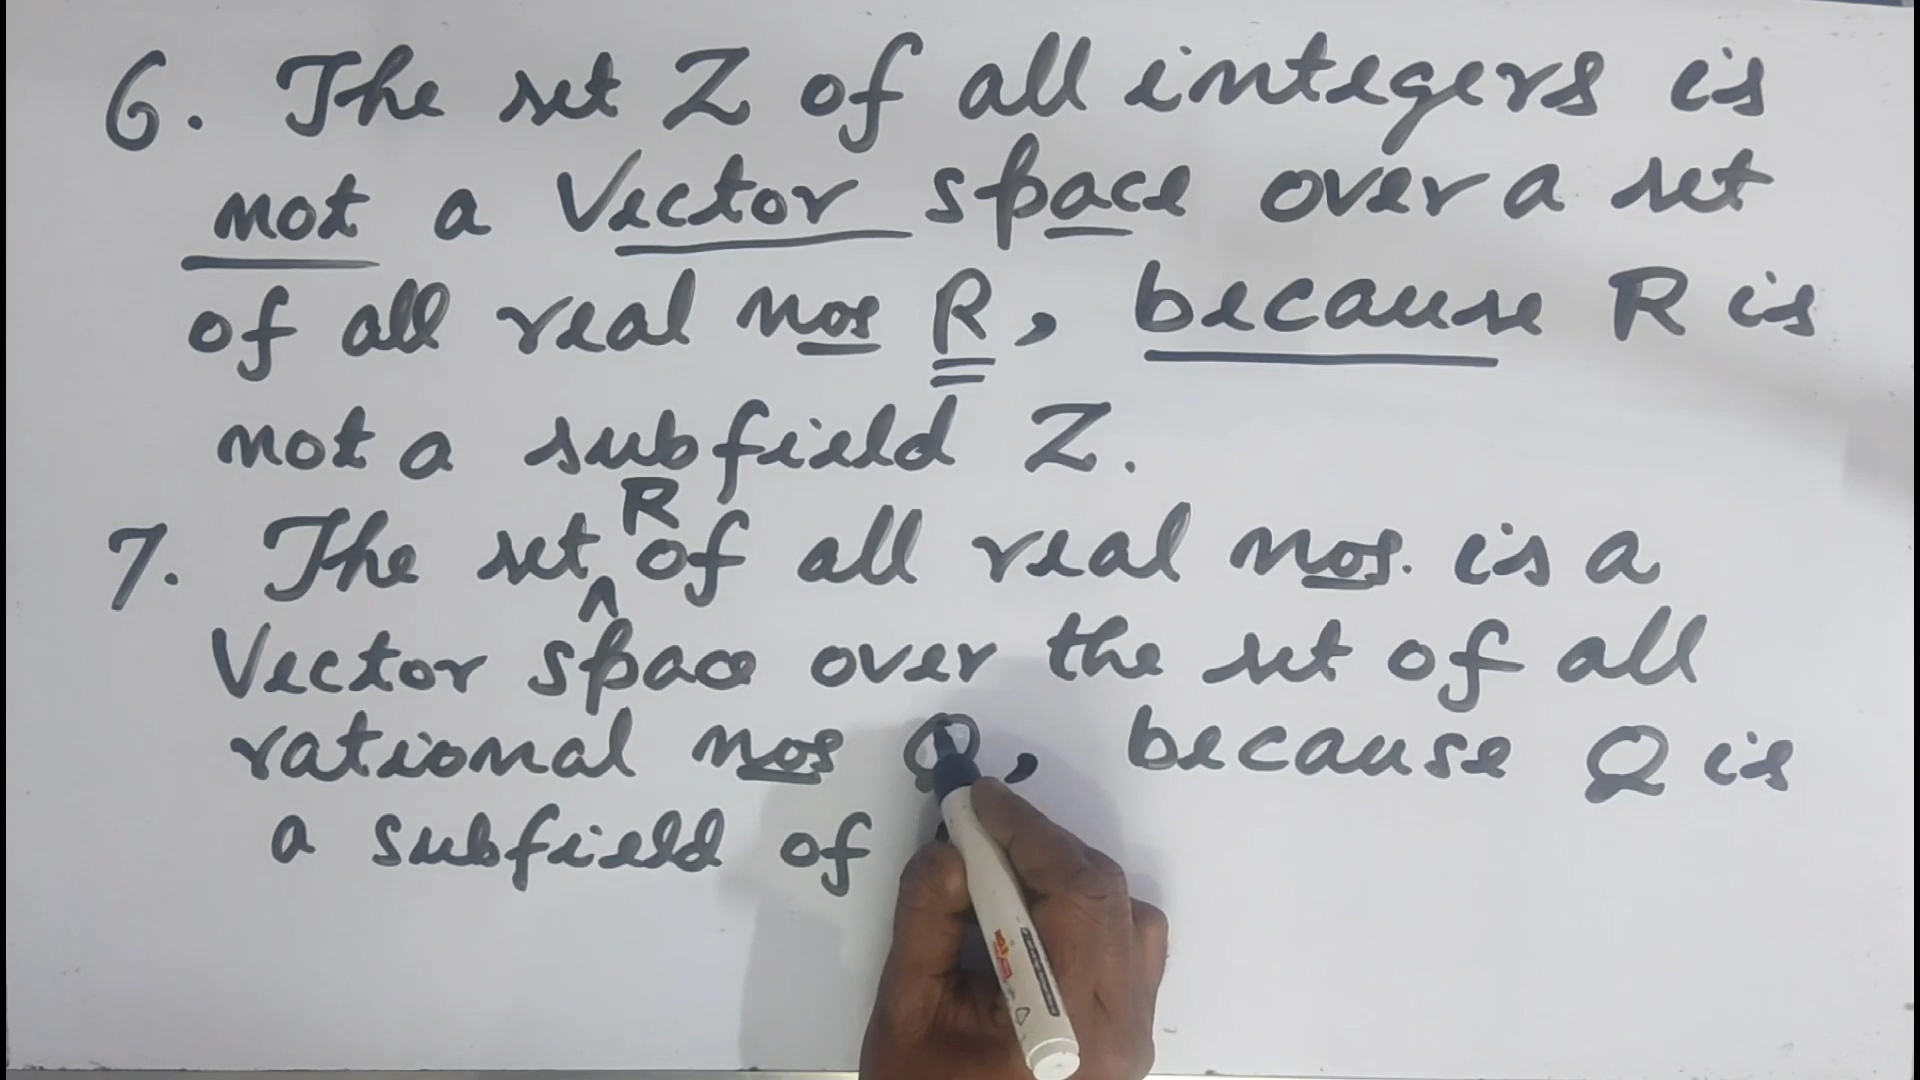 6. The set Z of all integers is
not a Vector space over a set
of all real nos R, because R is
not a subfield Z.
7. The set R of all real nos. is a
Vector space over the set of all
rational nos Q, because Q is
a subfield of